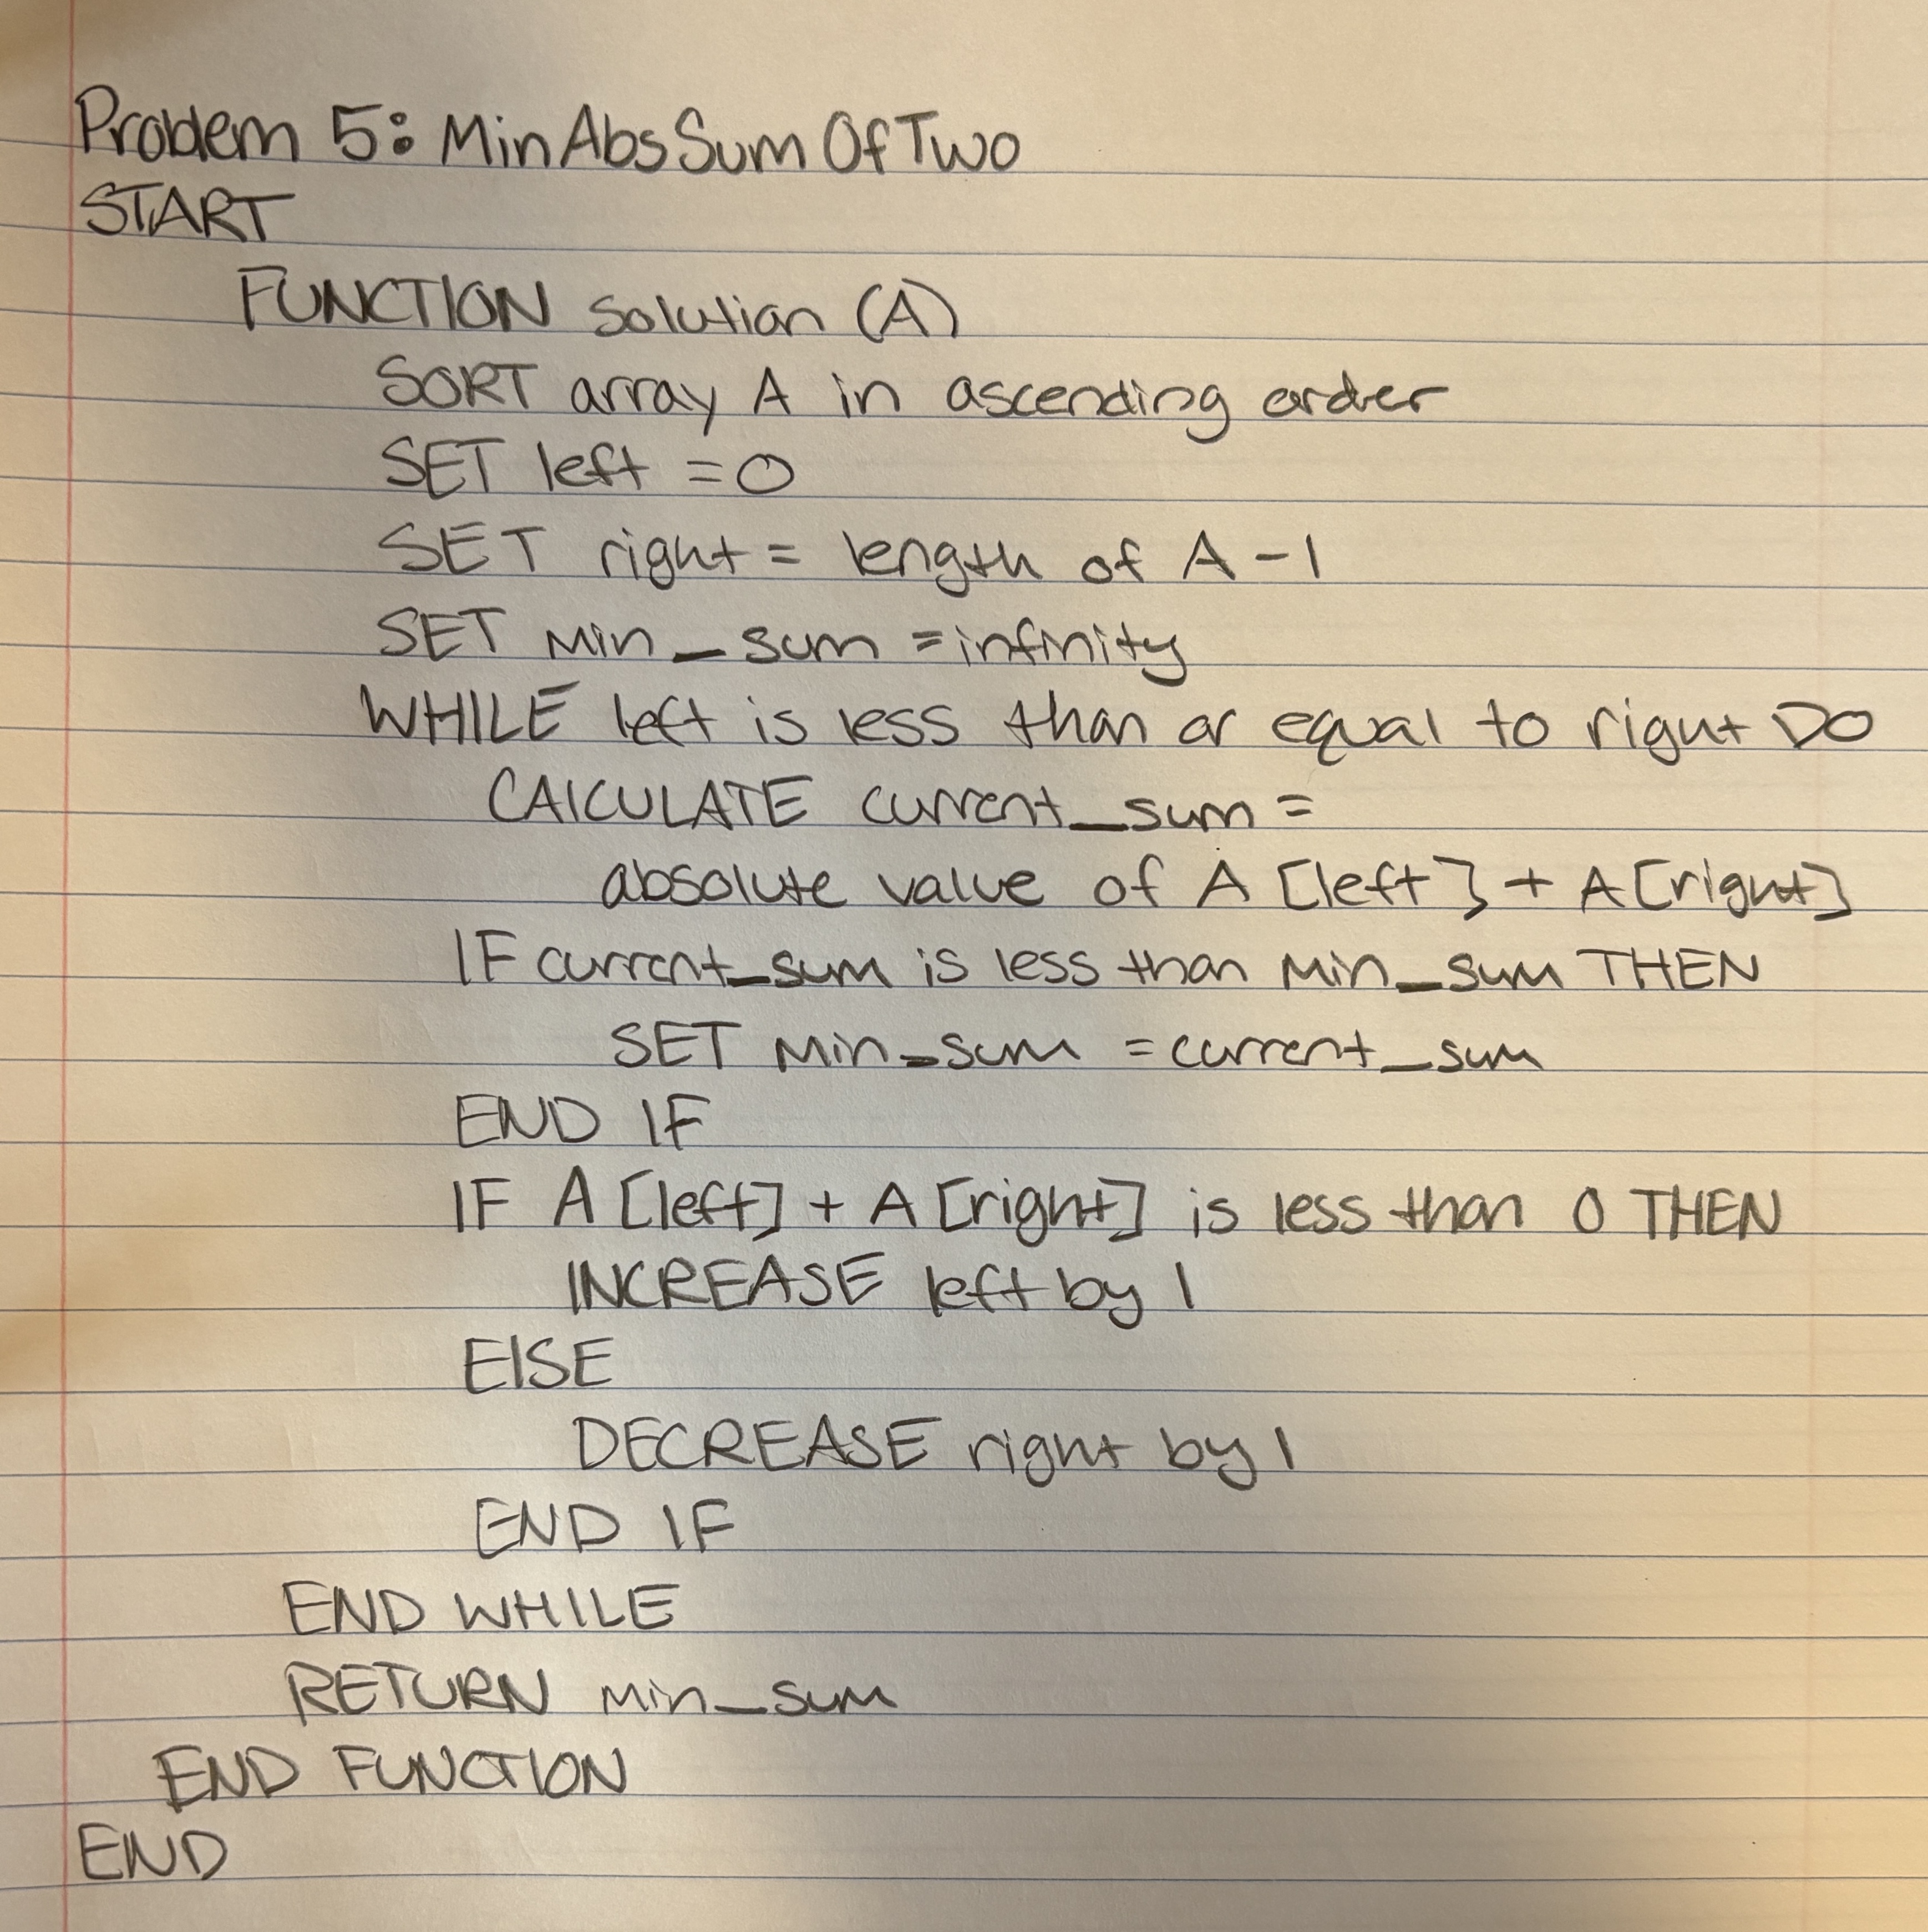 Problem 5: MinAbsSumOfTwo
START
FUNCTION solution (A)
SORT array A in ascending order
SET left = 0
SET right = length of A - 1
SET min_sum = infinity
WHILE left is less than or equal to right DO
CALCULATE current_sum =
absolute value of A [left] + A [right]
IF current_sum is less than min_sum THEN
SET min_sum = current_sum
END IF
IF A [left] + A [right] is less than 0 THEN
INCREASE left by 1
ELSE
DECREASE right by 1
END IF
END WHILE
RETURN min_sum
END FUNCTION
END